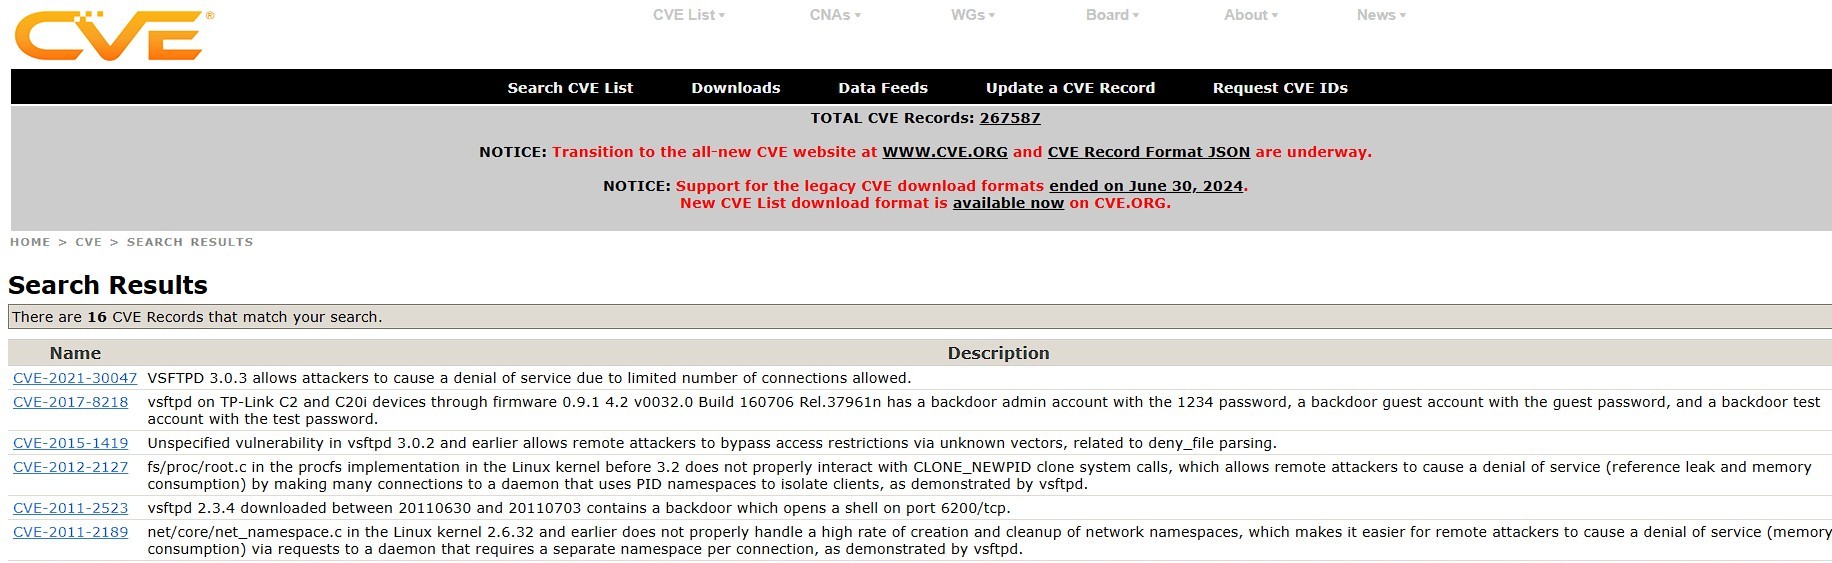 CVE®
CVE List▾ CNAs▾ WGs▾ Board▾ About▾ News▾
Search CVE List Downloads Data Feeds Update a CVE Record Request CVE IDs
TOTAL CVE Records: 267587
NOTICE: Transition to the all-new CVE website at WWW.CVE.ORG and CVE Record Format JSON are underway.
NOTICE: Support for the legacy CVE download formats ended on June 30, 2024.
New CVE List download format is available now on CVE.ORG.
HOME > CVE > SEARCH RESULTS
Search Results
There are 16 CVE Records that match your search.
Name Description
CVE-2021-30047 VSFTPD 3.0.3 allows attackers to cause a denial of service due to limited number of connections allowed.
CVE-2017-8218 vsftpd on TP-Link C2 and C20i devices through firmware 0.9.1 4.2 v0032.0 Build 160706 Rel.37961n has a backdoor admin account with the 1234 password, a backdoor guest account with the guest password, and a backdoor test
account with the test password.
CVE-2015-1419 Unspecified vulnerability in vsftpd 3.0.2 and earlier allows remote attackers to bypass access restrictions via unknown vectors, related to deny_file parsing.
CVE-2012-2127 fs/proc/root.c in the procfs implementation in the Linux kernel before 3.2 does not properly interact with CLONE_NEWPID clone system calls, which allows remote attackers to cause a denial of service (reference leak and memory
consumption) by making many connections to a daemon that uses PID namespaces to isolate clients, as demonstrated by vsftpd.
CVE-2011-2523 vsftpd 2.3.4 downloaded between 20110630 and 20110703 contains a backdoor which opens a shell on port 6200/tcp.
CVE-2011-2189 net/core/net_namespace.c in the Linux kernel 2.6.32 and earlier does not properly handle a high rate of creation and cleanup of network namespaces, which makes it easier for remote attackers to cause a denial of service (memory
consumption) via requests to a daemon that requires a separate namespace per connection, as demonstrated by vsftpd.